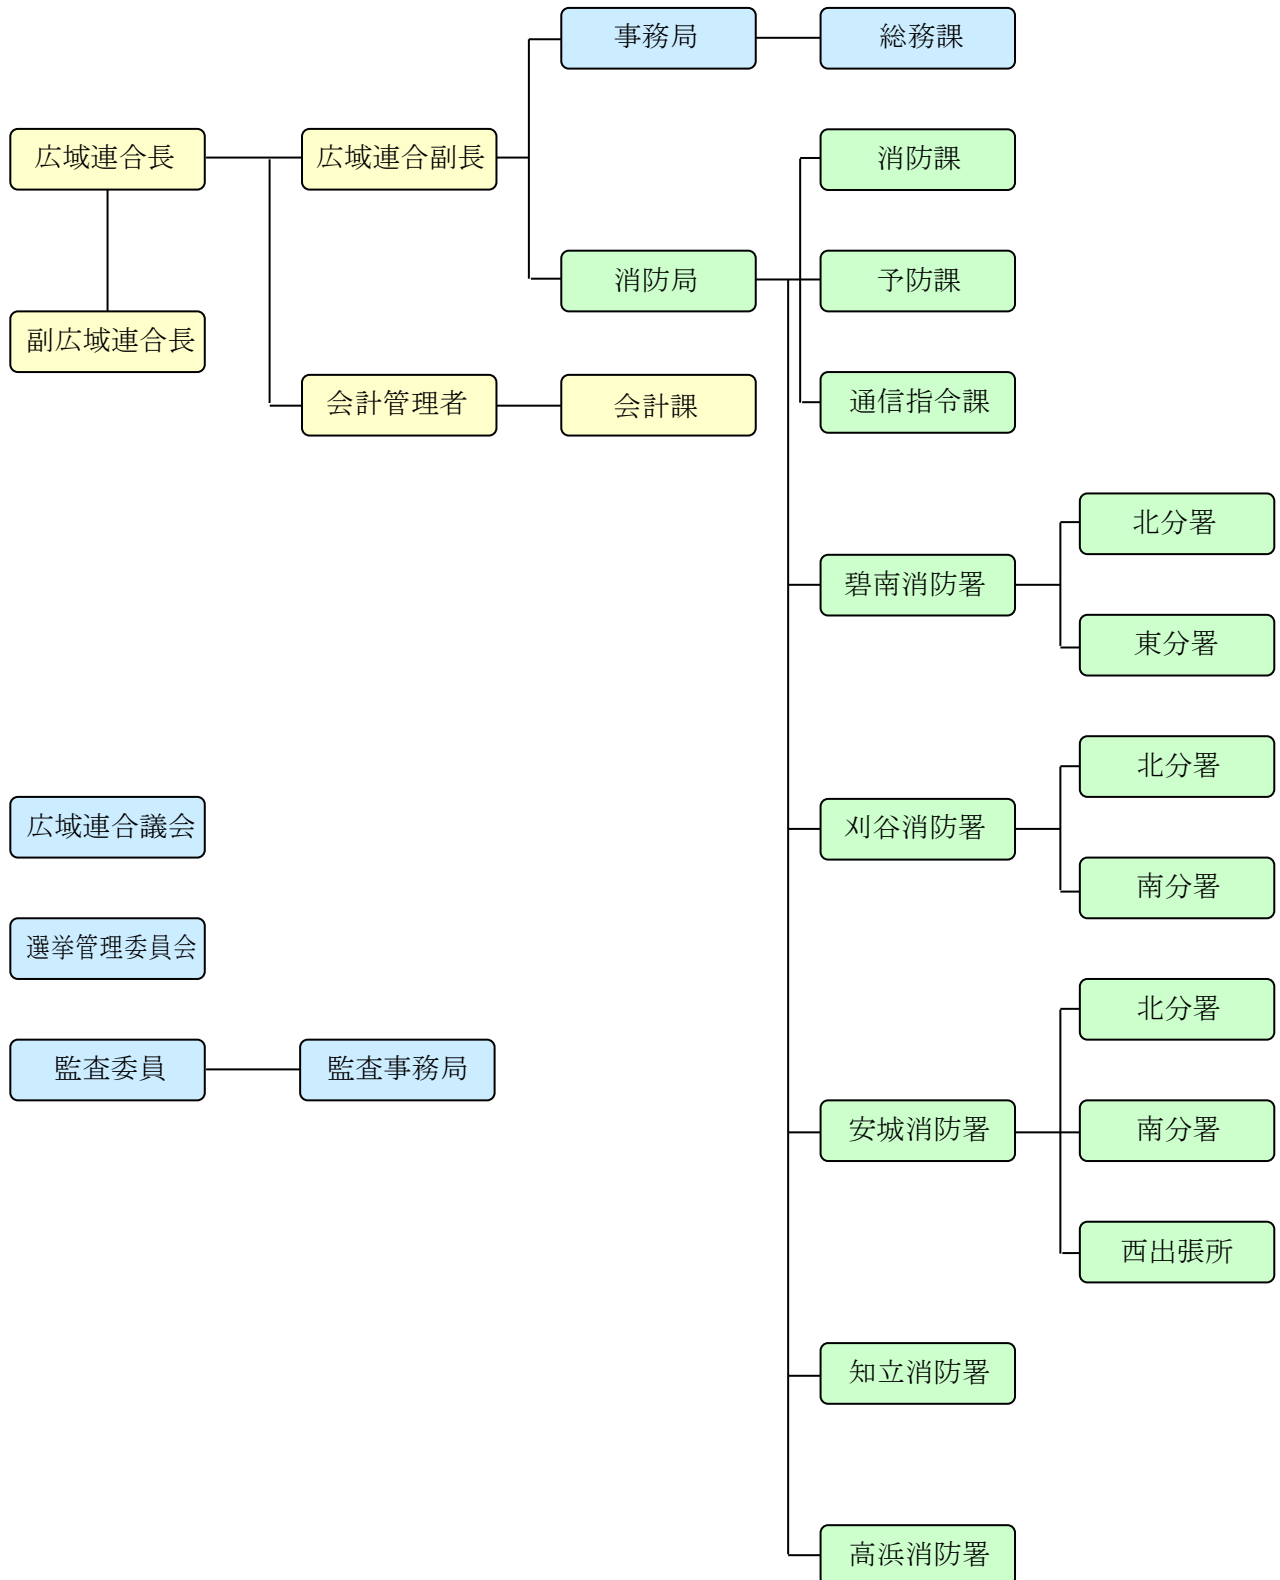 事務局
総務課
広域連合長
広域連合副長
消防課
消防局
予防課
副広域連合長
会計管理者
会計課
通信指令課
北分署
碧南消防署
東分署
北分署
広域連合議会
刈谷消防署
南分署
選挙管理委員会
北分署
監査委員
監査事務局
安城消防署
南分署
西出張所
知立消防署
高浜消防署